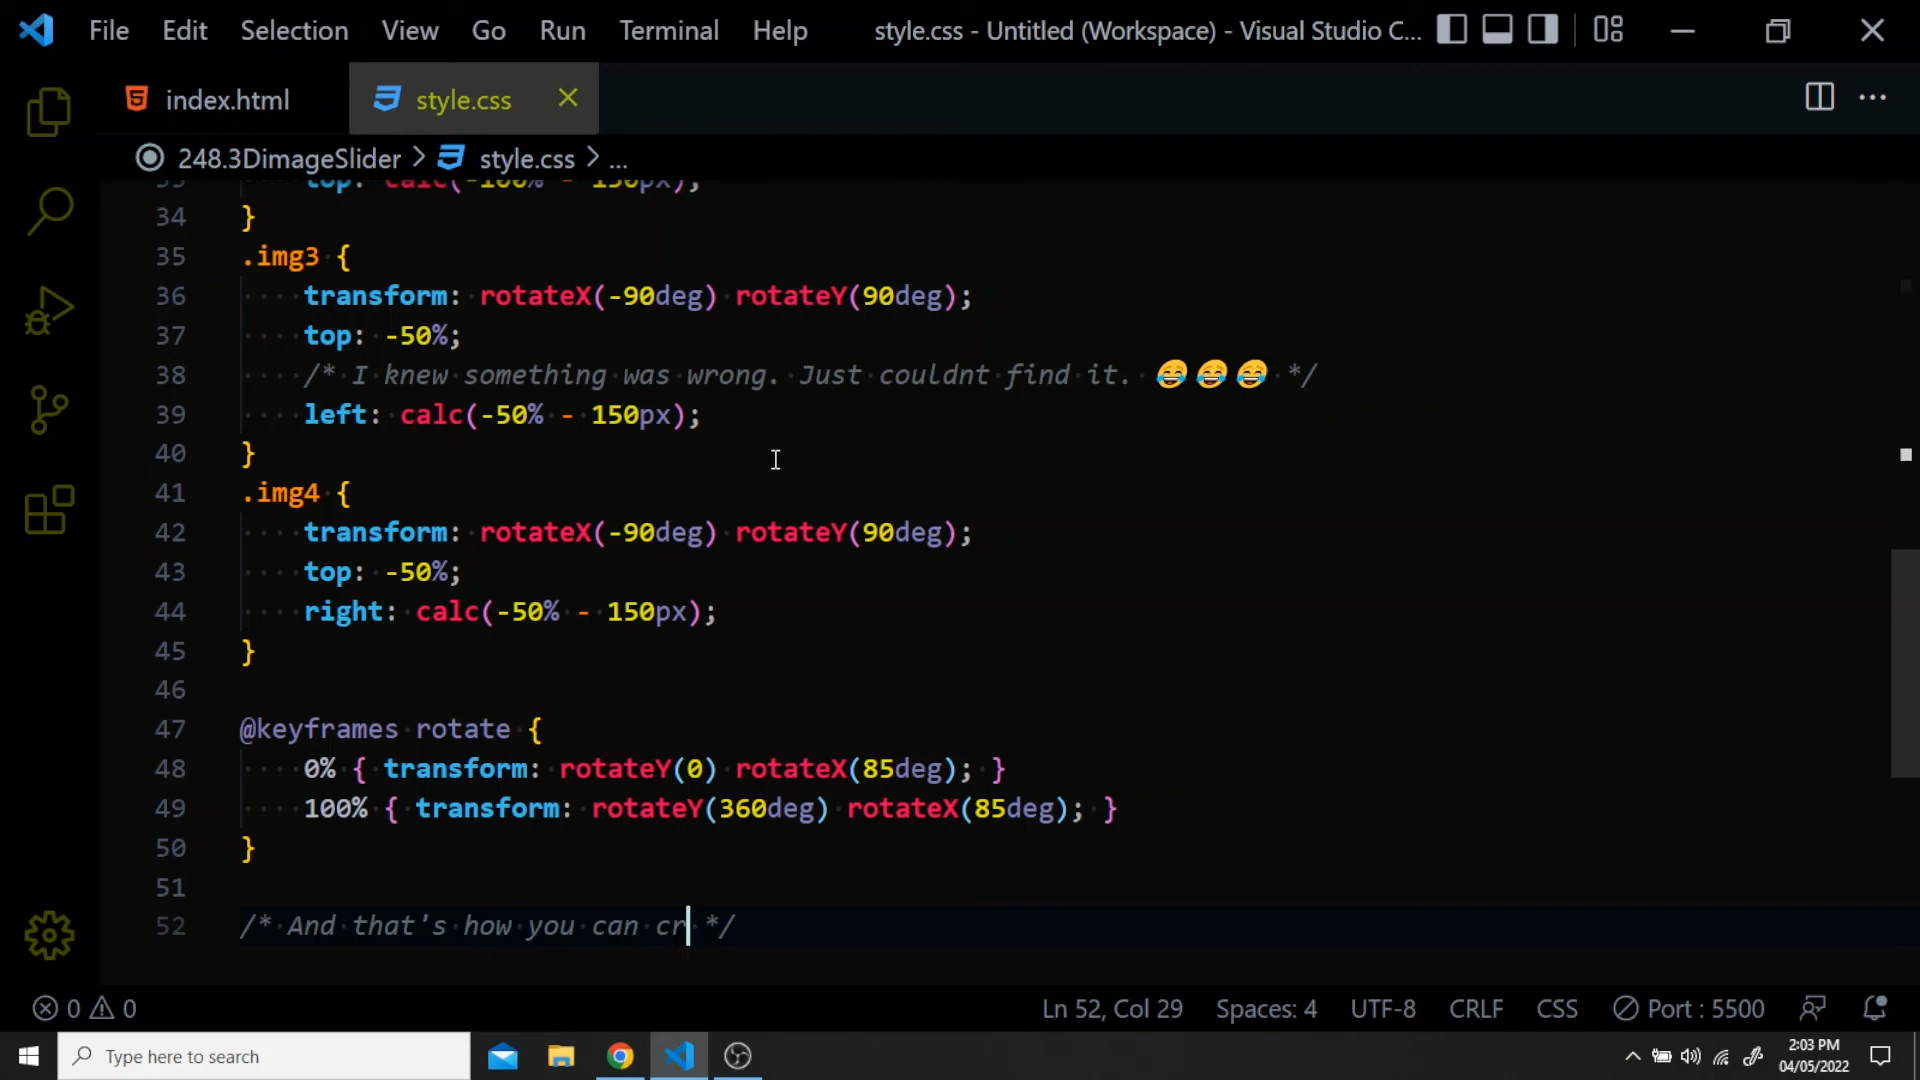 File Edit Selection View Go Run Terminal Help style.css - Untitled (Workspace) - Visual Studio C...
index.html style.css
248.3DimageSlider > style.css > ...
33 top: calc(-100% - 150px);
34 }
35 .img3 {
36 transform: rotateX(-90deg) rotateY(90deg);
37 top: -50%;
38 /* I knew something was wrong. Just couldnt find it. 😂😂😂 */
39 left: calc(-50% - 150px);
40 }
41 .img4 {
42 transform: rotateX(-90deg) rotateY(90deg);
43 top: -50%;
44 right: calc(-50% - 150px);
45 }
46
47 @keyframes rotate {
48 0% { transform: rotateY(0) rotateX(85deg); }
49 100% { transform: rotateY(360deg) rotateX(85deg); }
50 }
51
52 /* And that's how you can cr */
0 0 Ln 52, Col 29 Spaces: 4 UTF-8 CRLF CSS Port : 5500
Type here to search
2:03 PM
04/05/2022